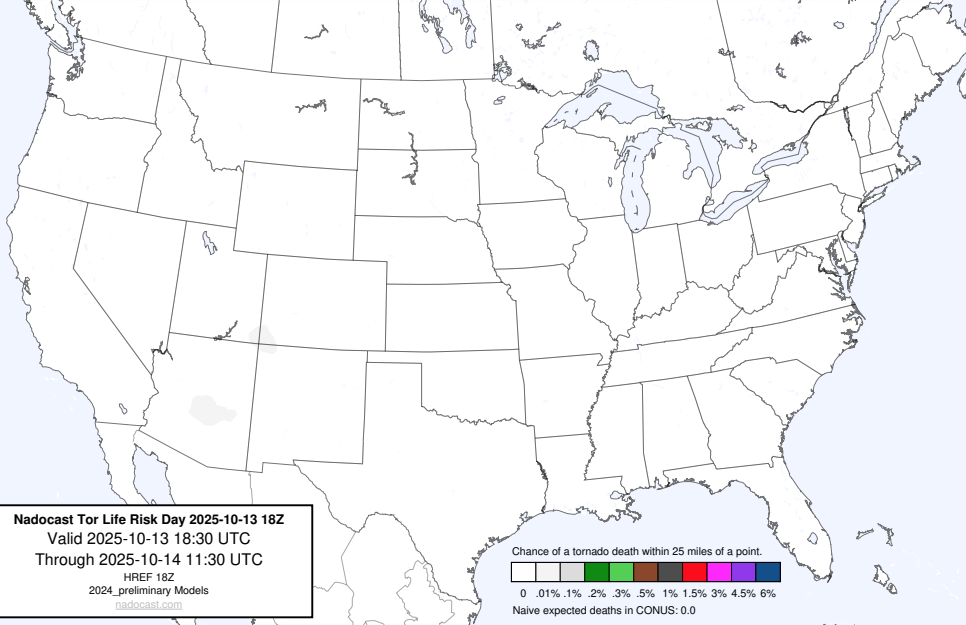 Nadocast Tor Life Risk Day 2025-10-13 18Z
Valid 2025-10-13 18:30 UTC
Through 2025-10-14 11:30 UTC
HREF 18Z
2024_preliminary Models
nadocast.com
Chance of a tornado death within 25 miles of a point.
0 .01% .1% .2% .3% .5% 1% 1.5% 3% 4.5% 6%
Naive expected deaths in CONUS: 0.0